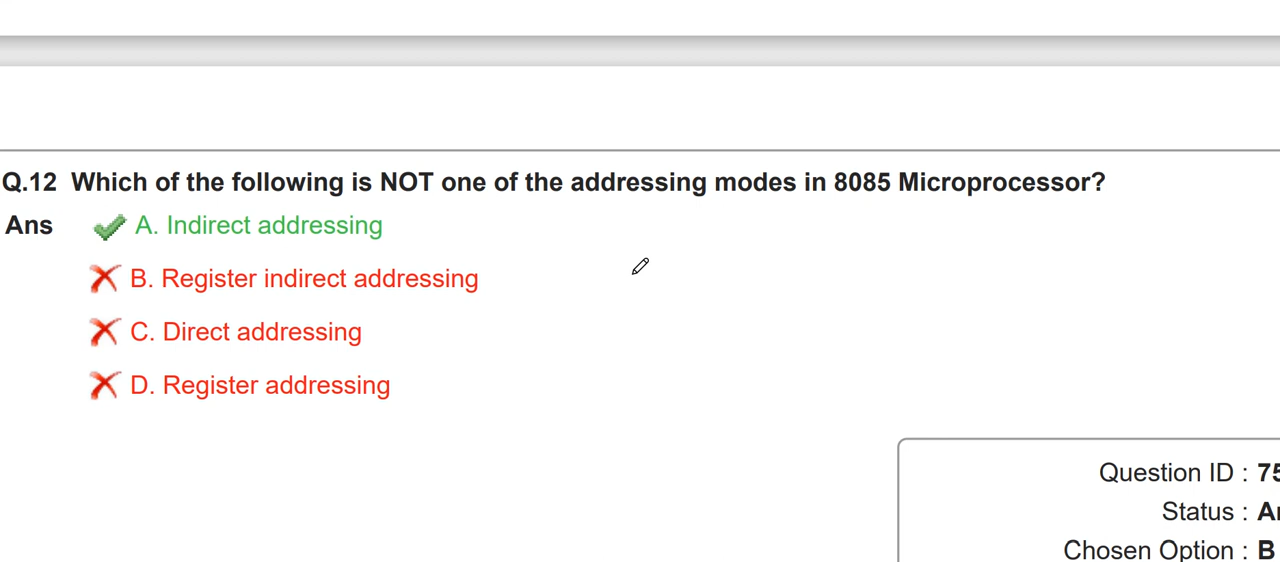 Q.12 Which of the following is NOT one of the addressing modes in 8085 Microprocessor?
Ans A. Indirect addressing
B. Register indirect addressing
C. Direct addressing
D. Register addressing
Question ID : 75
Status :
Chosen Option : B